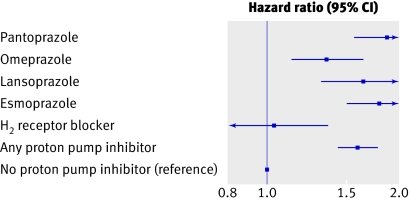 Hazard ratio (95% CI)
Pantoprazole
Omeprazole
Lansoprazole
Esmoprazole
H₂ receptor blocker
Any proton pump inhibitor
No proton pump inhibitor (reference)
0.8 1.0 1.5 2.0